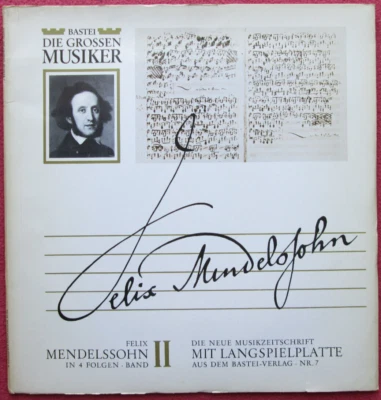 BASTEI
DIE GROSSEN
MUSIKER
Felix Mendelssohn
FELIX
MENDELSSOHN II
IN 4 FOLGEN · BAND
DIE NEUE MUSIKZEITSCHRIFT
MIT LANGSPIELPLATTE
AUS DEM BASTEI-VERLAG · NR. 7